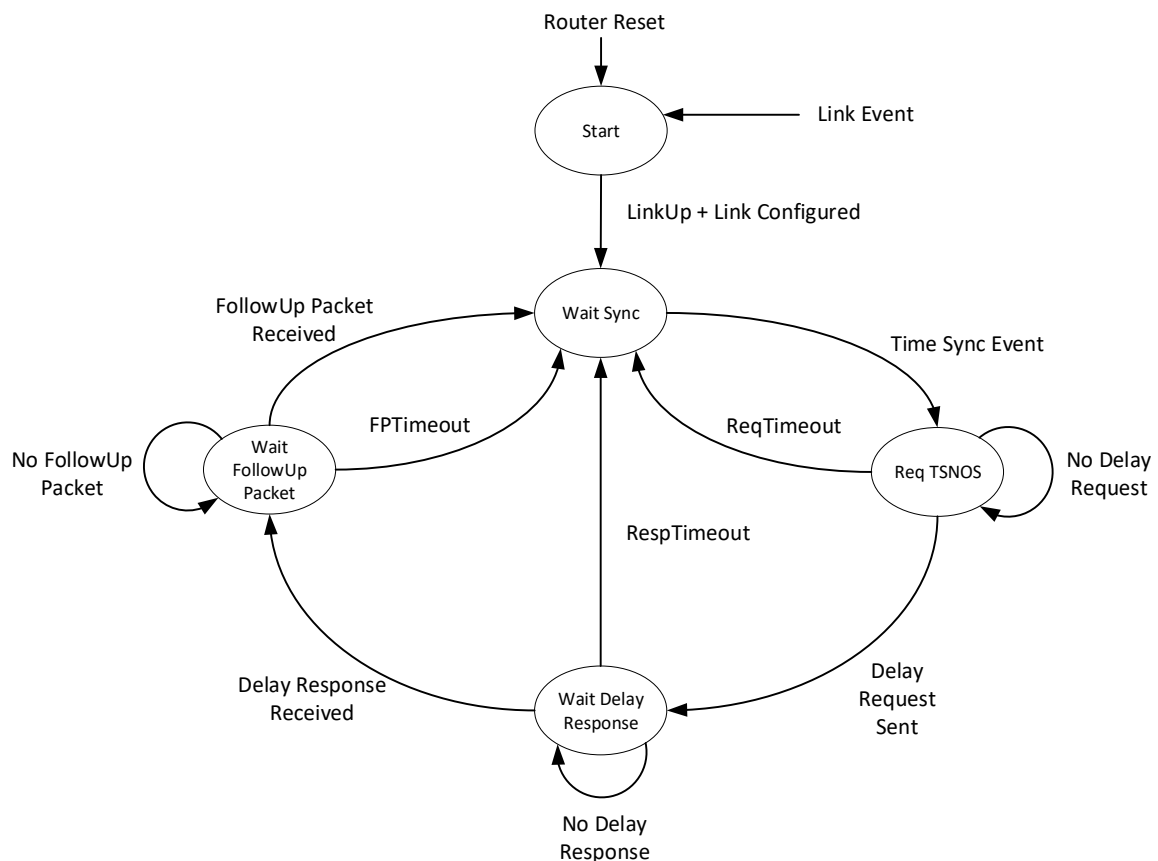 Router Reset
Link Event
Start
LinkUp + Link Configured
FollowUp Packet
Received
Wait Sync
Time Sync Event
FPTimeout
ReqTimeout
Wait
FollowUp
Packet
No FollowUp
Packet
Req TSNOS
No Delay
Request
RespTimeout
Delay Response
Received
Wait Delay
Response
Delay
Request
Sent
No Delay
Response